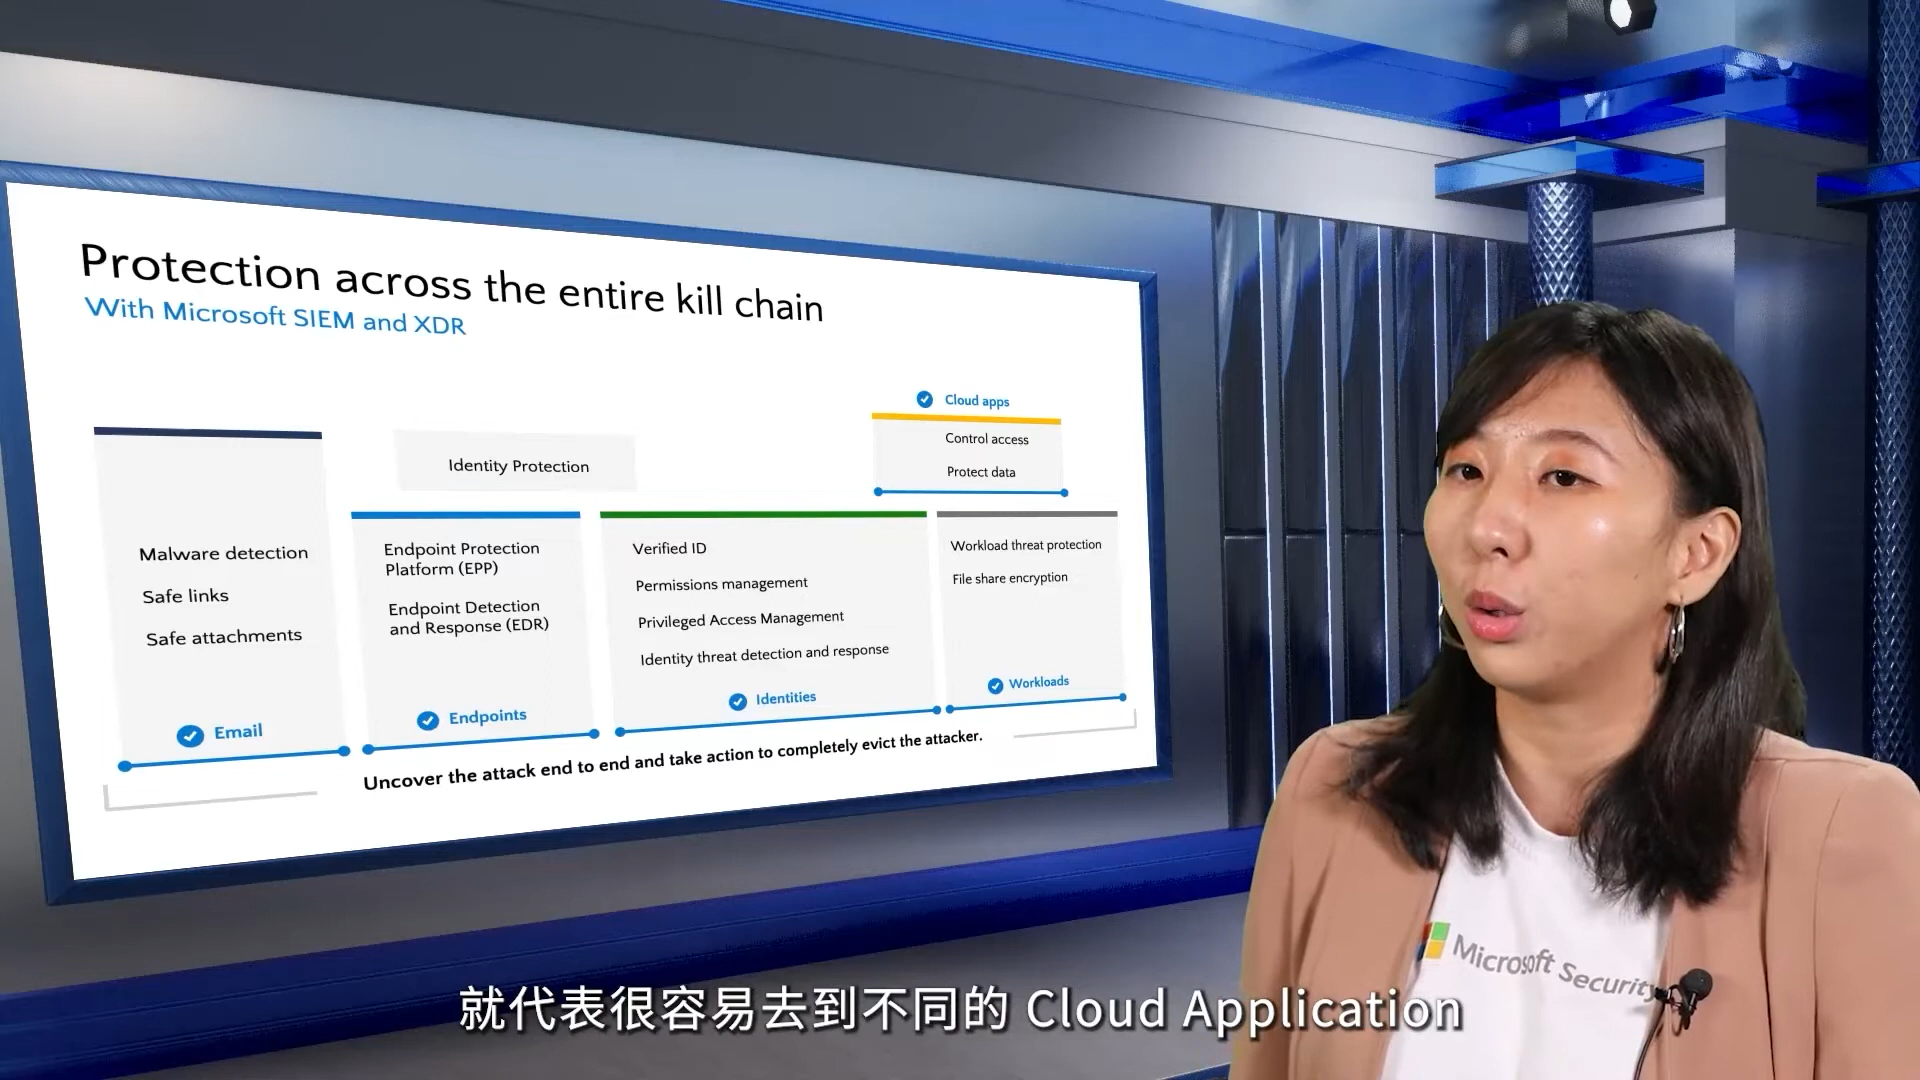 Protection across the entire kill chain
With Microsoft SIEM and XDR
Cloud apps
Control access
Protect data
Identity Protection
Malware detection
Safe links
Safe attachments
Email
Endpoint Protection
Platform (EPP)
Endpoint Detection
and Response (EDR)
Endpoints
Verified ID
Permissions management
Privileged Access Management
Identity threat detection and response
Identities
Workload threat protection
File share encryption
Workloads
Uncover the attack end to end and take action to completely evict the attacker.
Microsoft Security
就代表很容易去到不同的 Cloud Application